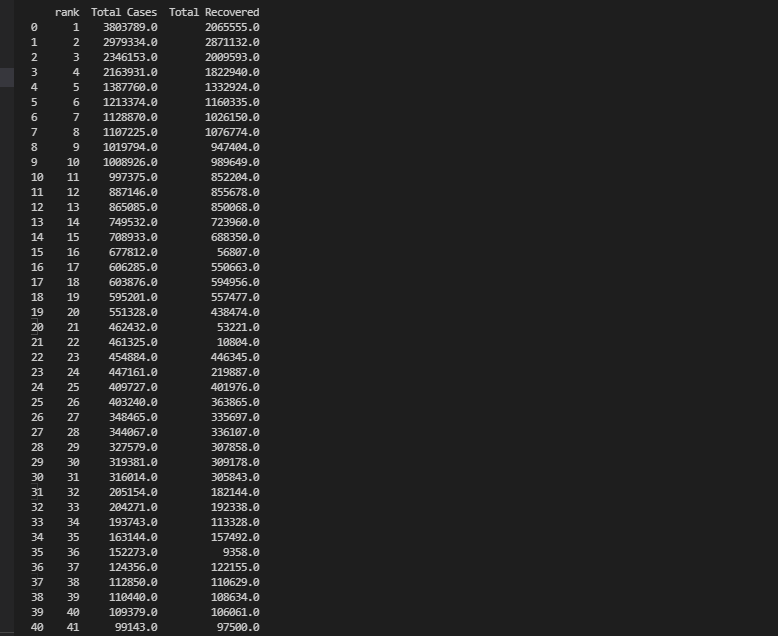 rank Total Cases Total Recovered
0 1 3803789.0 2065555.0
1 2 2979334.0 2871132.0
2 3 2346153.0 2009593.0
3 4 2163931.0 1822940.0
4 5 1387760.0 1332924.0
5 6 1213374.0 1160335.0
6 7 1128870.0 1026150.0
7 8 1107225.0 1076774.0
8 9 1019794.0 947404.0
9 10 1008926.0 989649.0
10 11 997375.0 852204.0
11 12 887146.0 855678.0
12 13 865085.0 850068.0
13 14 749532.0 723960.0
14 15 708933.0 688350.0
15 16 677812.0 56807.0
16 17 606285.0 550663.0
17 18 603876.0 594956.0
18 19 595201.0 557477.0
19 20 551328.0 438474.0
20 21 462432.0 53221.0
21 22 461325.0 10804.0
22 23 454884.0 446345.0
23 24 447161.0 219887.0
24 25 409727.0 401976.0
25 26 403240.0 363865.0
26 27 348465.0 335697.0
27 28 344067.0 336107.0
28 29 327579.0 307858.0
29 30 319381.0 309178.0
30 31 316014.0 305843.0
31 32 205154.0 182144.0
32 33 204271.0 192338.0
33 34 193743.0 113328.0
34 35 163144.0 157492.0
35 36 152273.0 9358.0
36 37 124356.0 122155.0
37 38 112850.0 110629.0
38 39 110440.0 108634.0
39 40 109379.0 106061.0
40 41 99143.0 97500.0